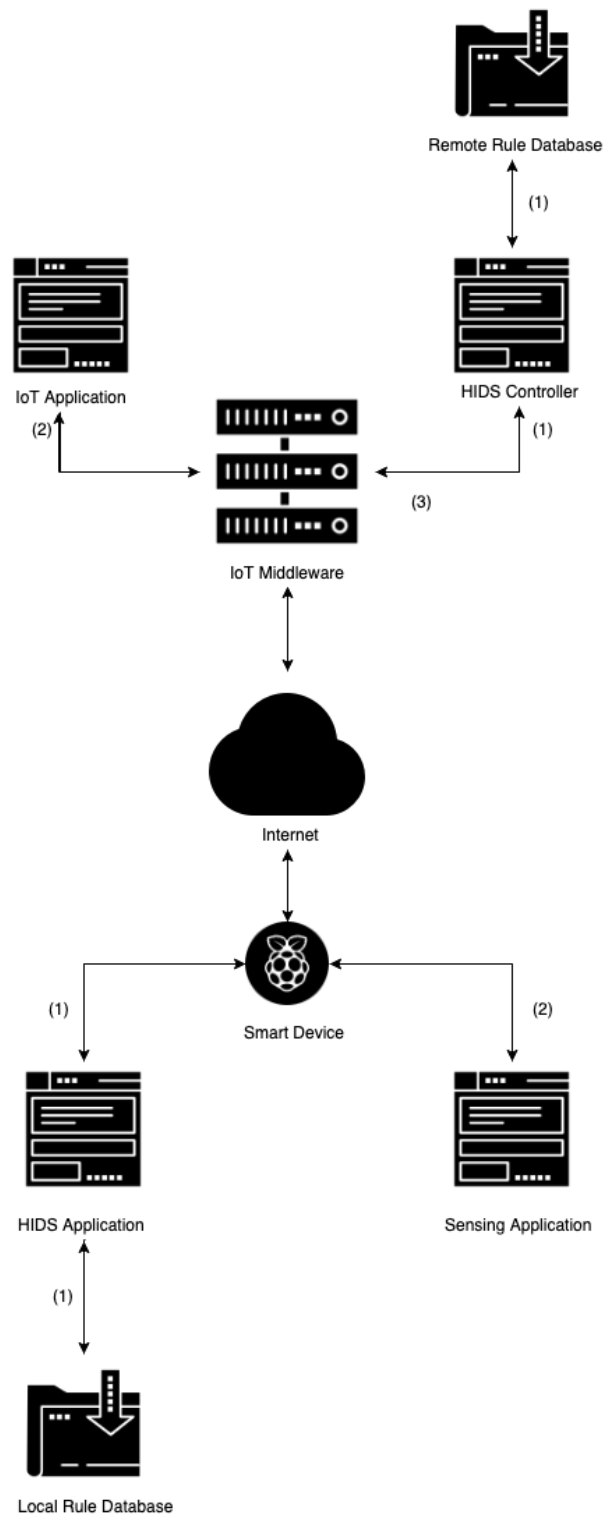 Remote Rule Database
(1)
IoT Application
HIDS Controller
(2)
(1)
(3)
IoT Middleware
Internet
Smart Device
(1)
(2)
HIDS Application
Sensing Application
(1)
Local Rule Database